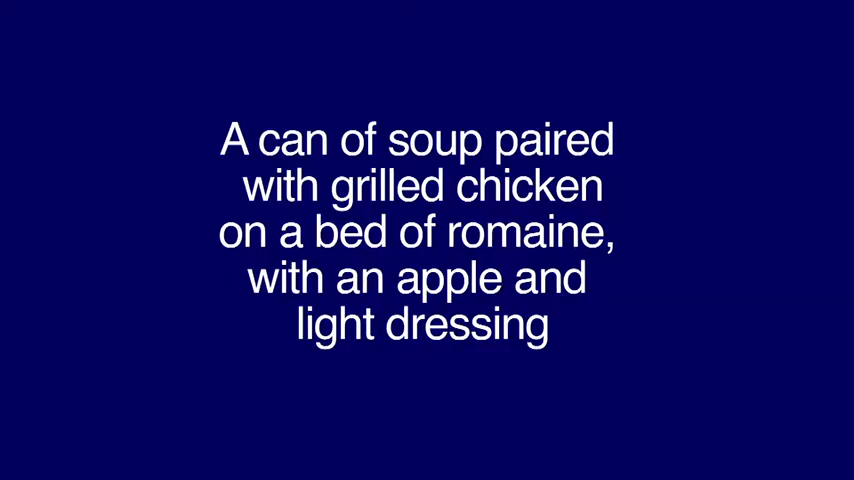 A can of soup paired
with grilled chicken
on a bed of romaine,
with an apple and
light dressing